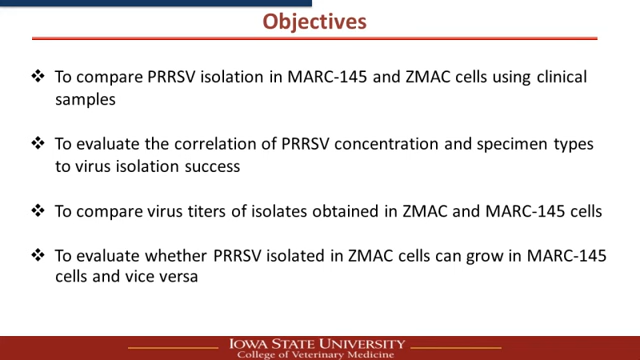 Objectives
❖ To compare PRRSV isolation in MARC-145 and ZMAC cells using clinical
samples
❖ To evaluate the correlation of PRRSV concentration and specimen types
to virus isolation success
❖ To compare virus titers of isolates obtained in ZMAC and MARC-145 cells
❖ To evaluate whether PRRSV isolated in ZMAC cells can grow in MARC-145
cells and vice versa
IOWA STATE UNIVERSITY
College of Veterinary Medicine